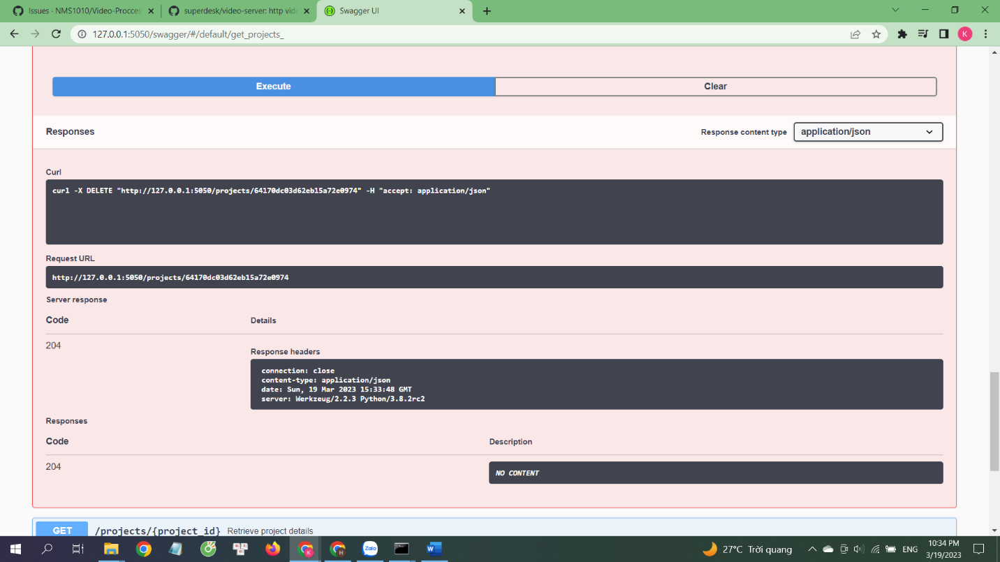 Issues · NMS1010/Video-Procces
superdesk/video-server: http vide
Swagger UI
127.0.0.1:5050/swagger/#/default/get_projects_
K
Execute
Clear
Responses
Response content type
application/json
Curl
curl -X DELETE "http://127.0.0.1:5050/projects/64170dc03d62eb15a72e0974" -H "accept: application/json"
Request URL
http://127.0.0.1:5050/projects/64170dc03d62eb15a72e0974
Server response
Code
Details
204
Response headers
connection: close
content-type: application/json
date: Sun, 19 Mar 2023 15:33:48 GMT
server: Werkzeug/2.2.3 Python/3.8.2rc2
Responses
Code
Description
204
NO CONTENT
GET
/projects/{project_id}
Retrieve project details
K
H
Zalo
27°C Trời quang
ENG
10:34 PM
3/19/2023